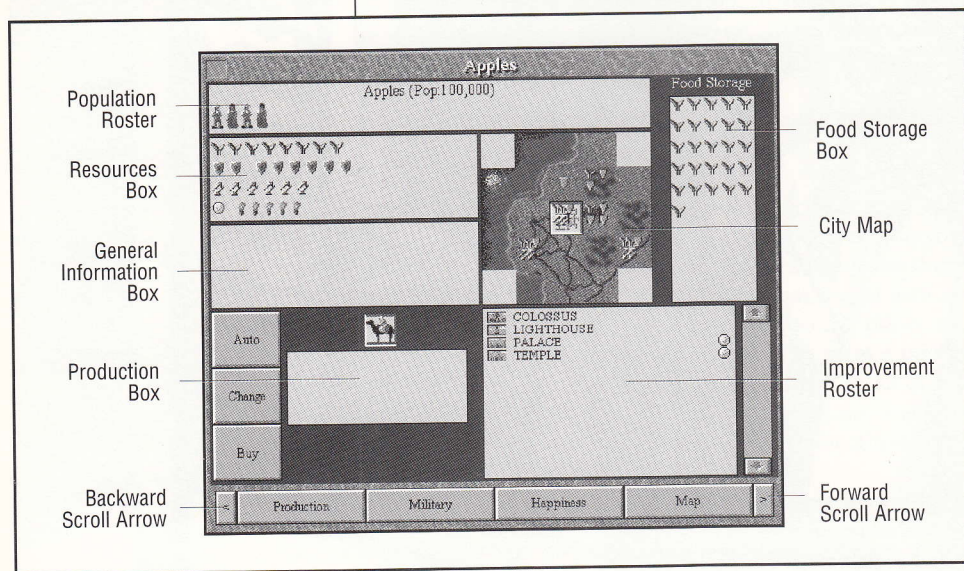 Apples
Apples (Pop:100,000)
Food Storage
Population
Roster
Resources
Box
General
Information
Box
Production
Box
Backward
Scroll Arrow
Food Storage
Box
City Map
Improvement
Roster
Forward
Scroll Arrow
COLOSSUS
LIGHTHOUSE
PALACE
TEMPLE
Auto
Change
Buy
<
Production
Military
Happiness
Map
>